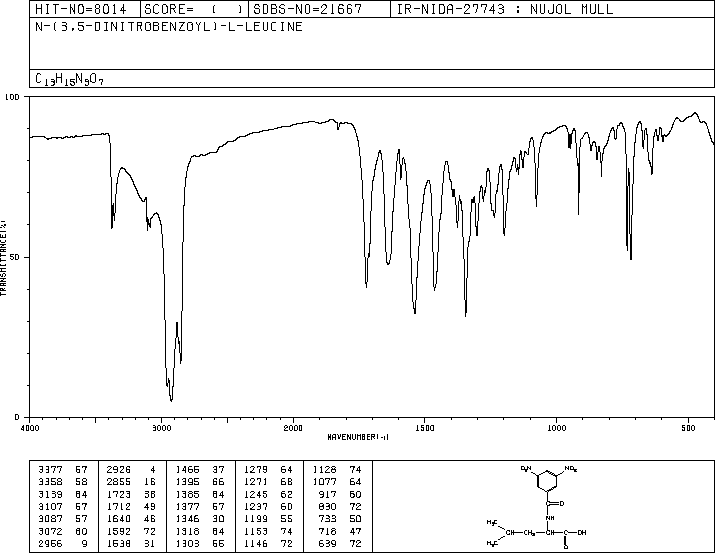 HIT-NO=8014 SCORE= ( ) SDBS-NO=21667 IR-NIDA-27743 : NUJOL MULL
N-(3,5-DINITROBENZOYL)-L-LEUCINE
C13H15N3O7
100
50
0
TRANSMITTANCE(%)
4000 3000 2000 1500 1000 500
WAVENUMBER(-1)
3377 57 2926 4 1466 37 1279 64 1128 74
3358 58 2855 16 1395 66 1271 68 1077 64
3139 64 1723 38 1385 64 1245 62 917 60
3107 57 1712 49 1377 57 1237 60 830 72
3087 57 1640 46 1346 30 1199 55 733 50
3072 60 1592 72 1318 64 1153 74 718 47
2956 9 1538 31 1303 55 1146 72 639 72
O2N NO2
C=O
NH
H3C
CH-CH2-CH-C-OH
H3C
O